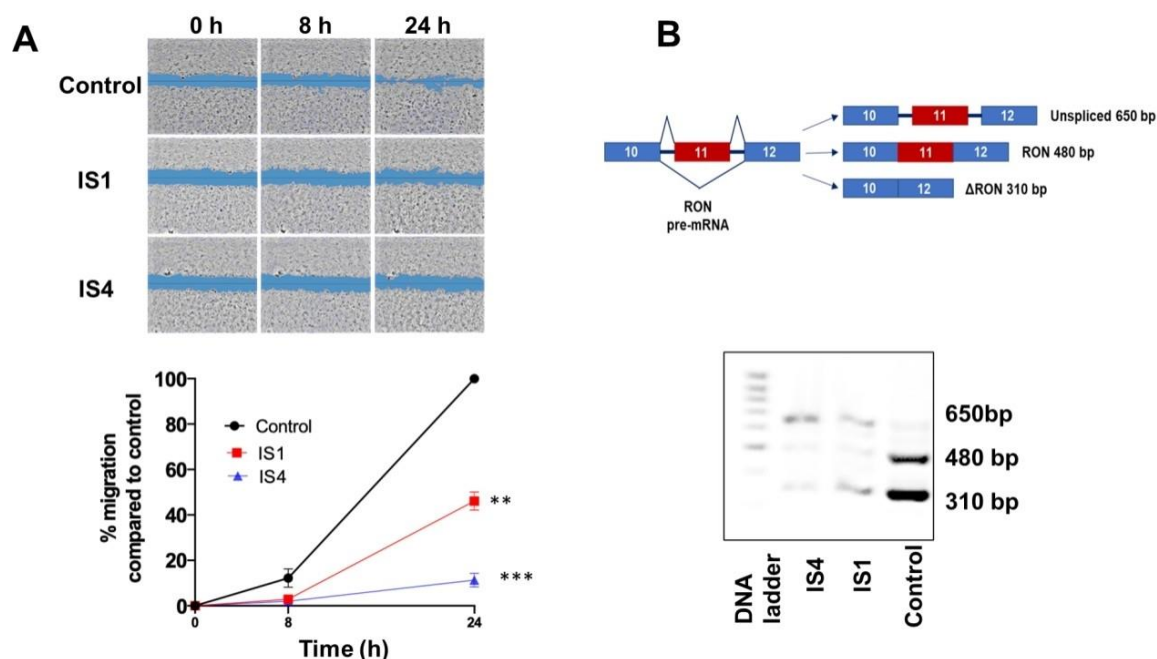 A
0 h 8 h 24 h
Control
IS1
IS4
% migration
compared to control
100
80
60
40
20
0
Control
IS1
IS4
**
***
0 8 24
Time (h)
B
10 11 12
RON
pre-mRNA
10 11 12 Unspliced 650 bp
10 11 12 RON 480 bp
10 12 ΔRON 310 bp
650bp
480 bp
310 bp
DNA
ladder
IS4
IS1
Control